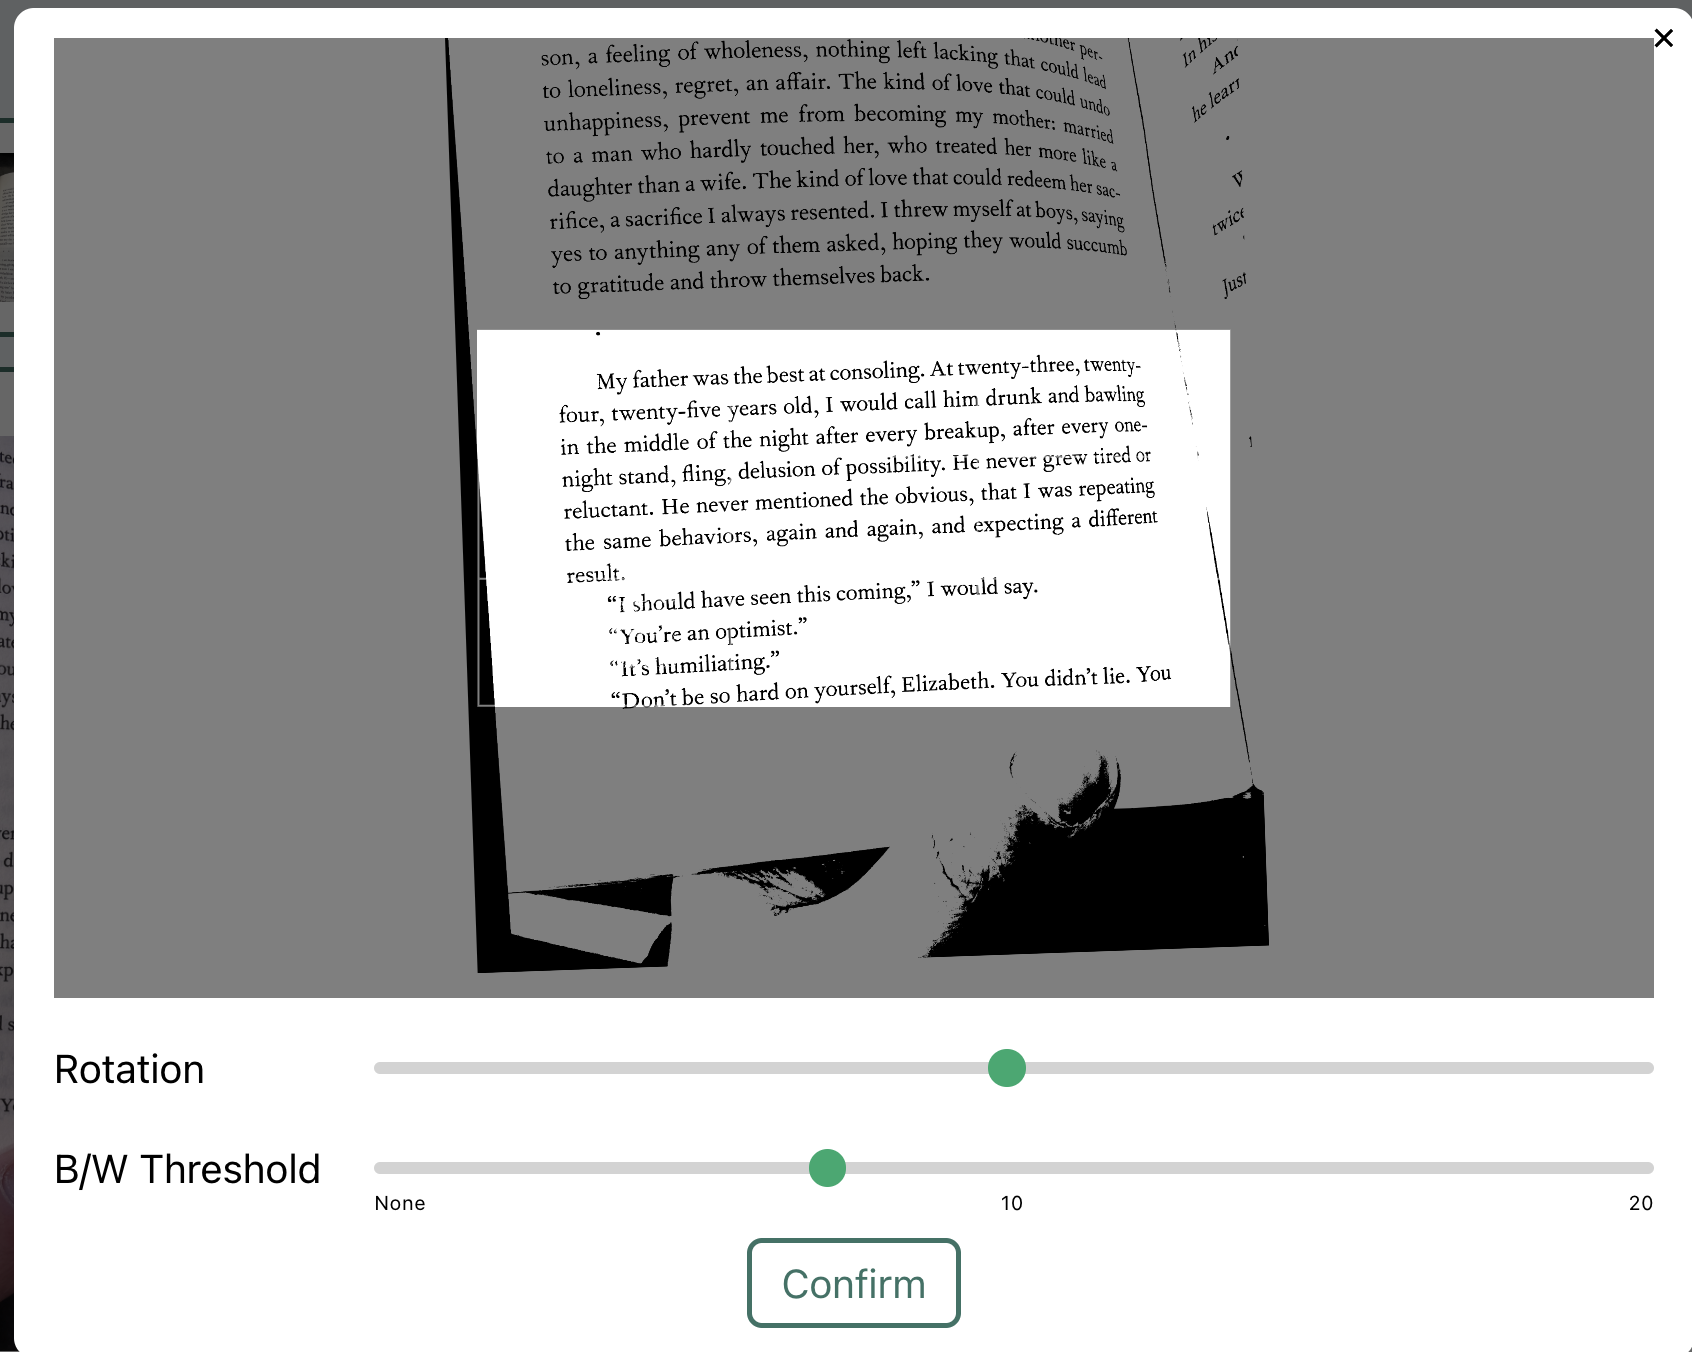 other per-
son, a feeling of wholeness, nothing left lacking that could lead
to loneliness, regret, an affair. The kind of love that could undo
unhappiness, prevent me from becoming my mother: married
to a man who hardly touched her, who treated her more like a
daughter than a wife. The kind of love that could redeem her sac-
rifice, a sacrifice I always resented. I threw myself at boys, saying
yes to anything any of them asked, hoping they would succumb
to gratitude and throw themselves back.
My father was the best at consoling. At twenty-three, twenty-
four, twenty-five years old, I would call him drunk and bawling
in the middle of the night after every breakup, after every one-
night stand, fling, delusion of possibility. He never grew tired or
reluctant. He never mentioned the obvious, that I was repeating
the same behaviors, again and again, and expecting a different
result.
“I should have seen this coming,” I would say.
“You’re an optimist.”
“It’s humiliating.”
“Don’t be so hard on yourself, Elizabeth. You didn’t lie. You
In his
And
he lear
twice
Just
Rotation
B/W Threshold
None 10 20
Confirm